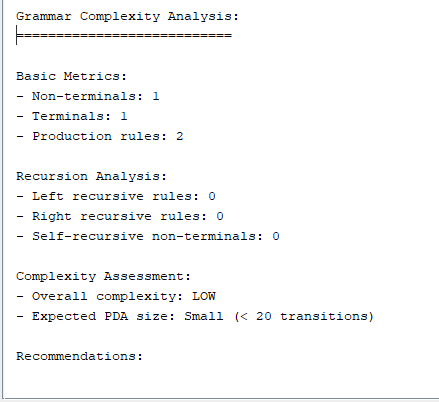 Grammar Complexity Analysis:
===========================
Basic Metrics:
- Non-terminals: 1
- Terminals: 1
- Production rules: 2
Recursion Analysis:
- Left recursive rules: 0
- Right recursive rules: 0
- Self-recursive non-terminals: 0
Complexity Assessment:
- Overall complexity: LOW
- Expected PDA size: Small (< 20 transitions)
Recommendations: